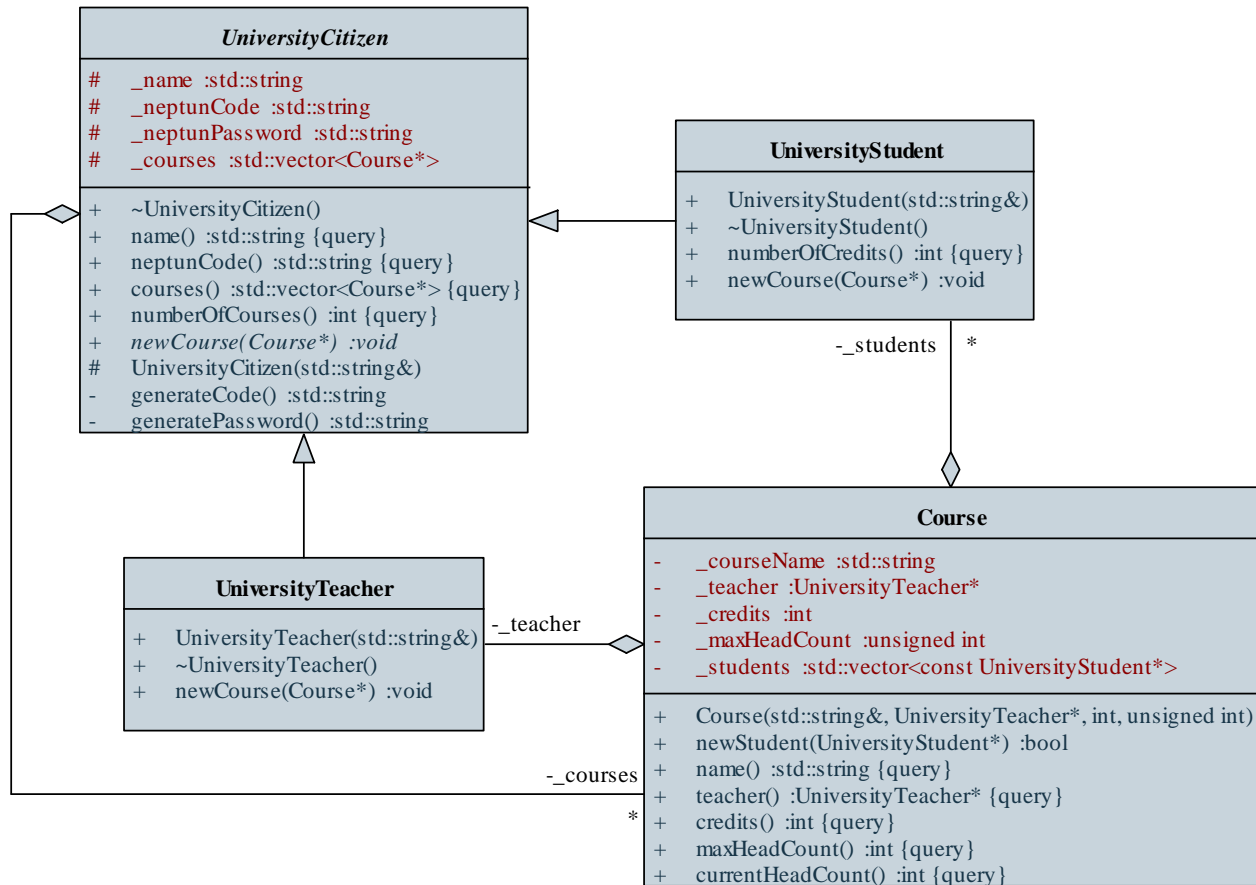 UniversityCitizen
# _name :std::string
# _neptunCode :std::string
# _neptunPassword :std::string
# _courses :std::vector<Course*>
+ ~UniversityCitizen()
+ name() :std::string {query}
+ neptunCode() :std::string {query}
+ courses() :std::vector<Course*> {query}
+ numberOfCourses() :int {query}
+ newCourse(Course*) :void
# UniversityCitizen(std::string&)
- generateCode() :std::string
- generatePassword() :std::string
UniversityStudent
+ UniversityStudent(std::string&)
+ ~UniversityStudent()
+ numberOfCredits() :int {query}
+ newCourse(Course*) :void
-_students *
UniversityTeacher
+ UniversityTeacher(std::string&)
+ ~UniversityTeacher()
+ newCourse(Course*) :void
-_teacher
Course
- _courseName :std::string
- _teacher :UniversityTeacher*
- _credits :int
- _maxHeadCount :unsigned int
- _students :std::vector<const UniversityStudent*>
+ Course(std::string&, UniversityTeacher*, int, unsigned int)
+ newStudent(UniversityStudent*) :bool
+ name() :std::string {query}
+ teacher() :UniversityTeacher* {query}
+ credits() :int {query}
+ maxHeadCount() :int {query}
+ currentHeadCount() :int {query}
-_courses
*